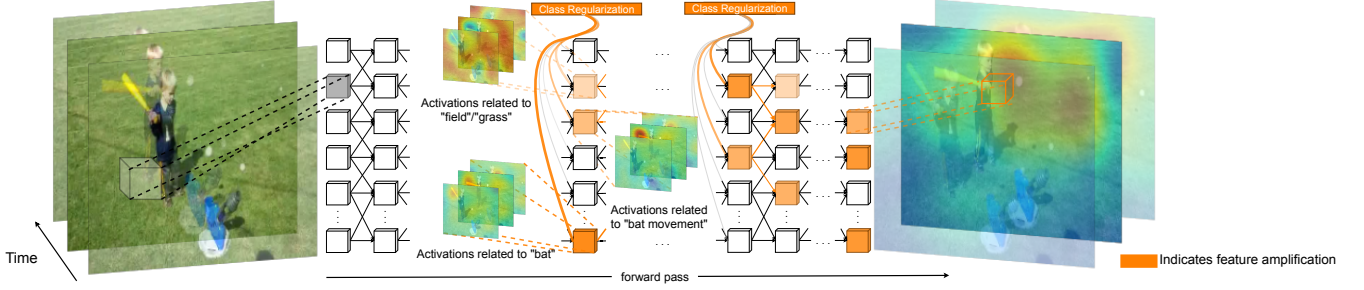 Class Regularization
Class Regularization
Activations related to
"field"/"grass"
Activations related to "bat"
Activations related
to "bat movement"
Time
forward pass
Indicates feature amplification